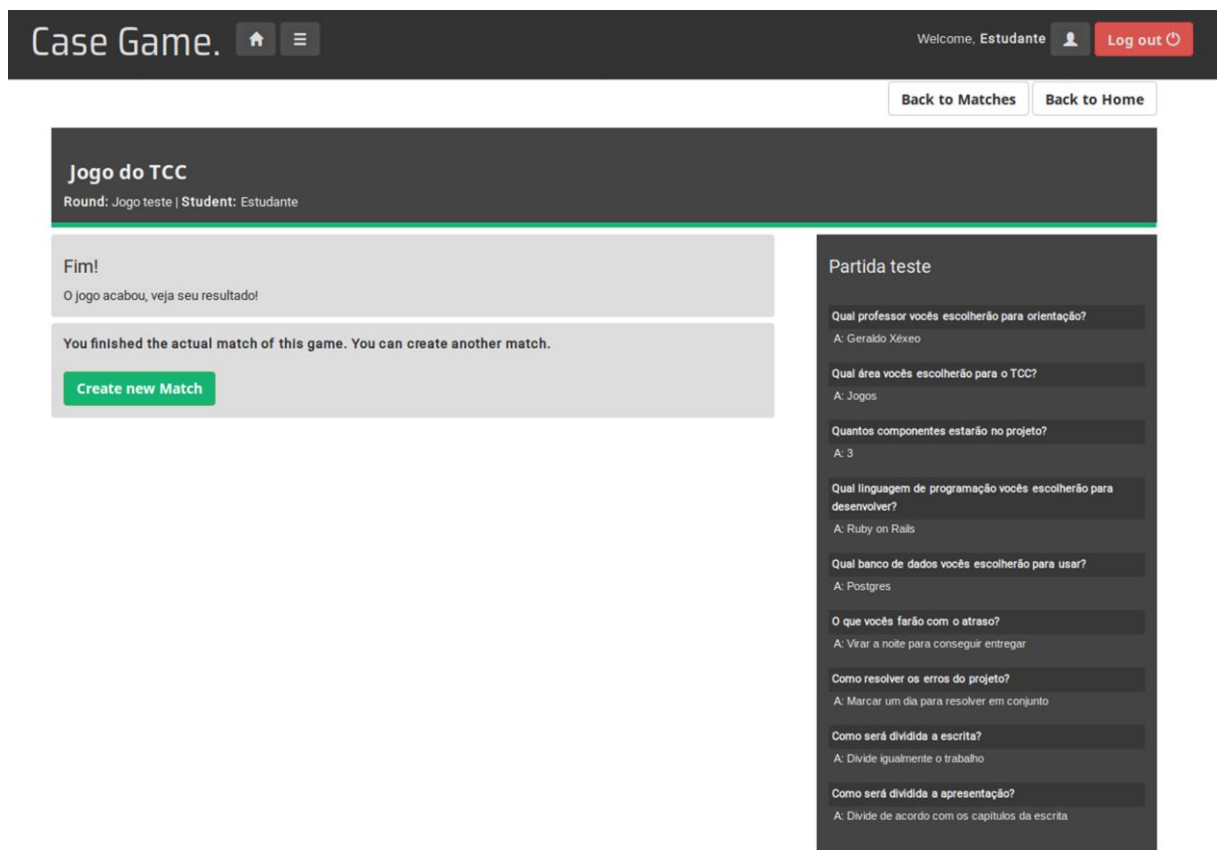 Case Game.
Welcome, Estudante
Log out
Back to Matches
Back to Home
Jogo do TCC
Round: Jogo teste | Student: Estudante
Fim!
O jogo acabou, veja seu resultado!
You finished the actual match of this game. You can create another match.
Create new Match
Partida teste
Qual professor vocês escolherão para orientação?
A: Geraldo Xéxeo
Qual área vocês escolherão para o TCC?
A: Jogos
Quantos componentes estarão no projeto?
A: 3
Qual linguagem de programação vocês escolherão para
desenvolver?
A: Ruby on Rails
Qual banco de dados vocês escolherão para usar?
A: Postgres
O que vocês farão com o atraso?
A: Virar a noite para conseguir entregar
Como resolver os erros do projeto?
A: Marcar um dia para resolver em conjunto
Como será dividida a escrita?
A: Divide igualmente o trabalho
Como será dividida a apresentação?
A: Divide de acordo com os capítulos da escrita